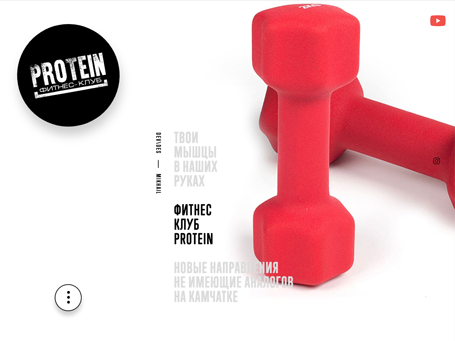 PROTEIN
ФИТНЕС-КЛУБ
ТВОИ
МЫШЦЫ
В НАШИХ
РУКАХ
ФИТНЕС
КЛУБ
PROTEIN
НОВЫЕ НАПРАВЛЕНИЯ
НЕ ИМЕЮЩИЕ АНАЛОГОВ
НА КАМЧАТКЕ